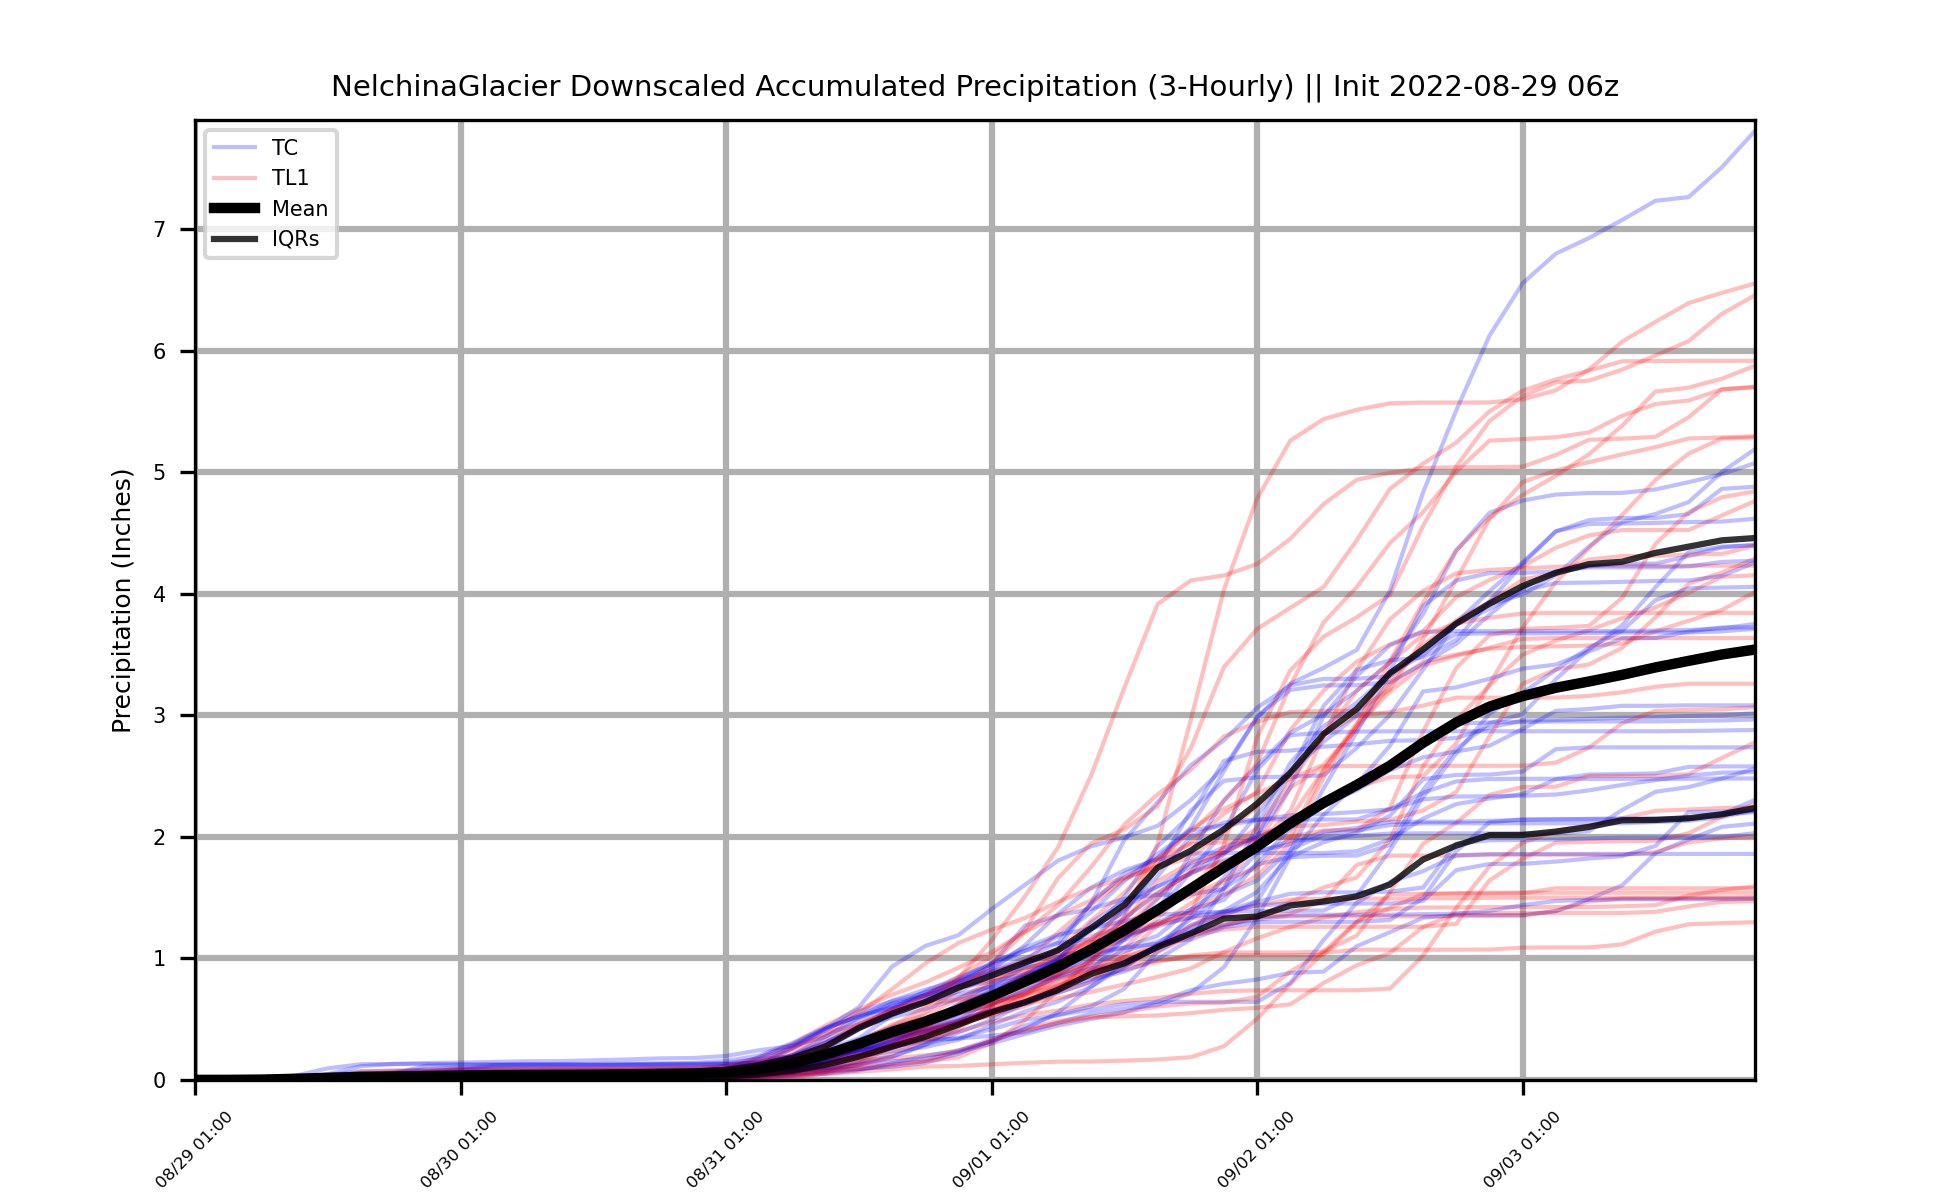 NelchinaGlacier Downscaled Accumulated Precipitation (3-Hourly) || Init 2022-08-29 06z
TC
TL1
Mean
IQRs
Precipitation (Inches)
7
6
5
4
3
2
1
0
08/29 01:00
08/30 01:00
08/31 01:00
09/01 01:00
09/02 01:00
09/03 01:00